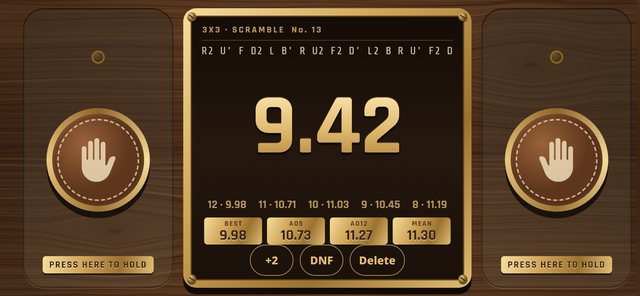 3X3 · SCRAMBLE No. 13
R2 U' F D2 L B' R U2 F2 D' L2 B R U' F2 D
9.42
12 · 9.98 11 · 10.71 10 · 11.03 9 · 10.45 8 · 11.19
BEST AO5 AO12 MEAN
9.98 10.73 11.27 11.30
+2 DNF Delete
PRESS HERE TO HOLD PRESS HERE TO HOLD